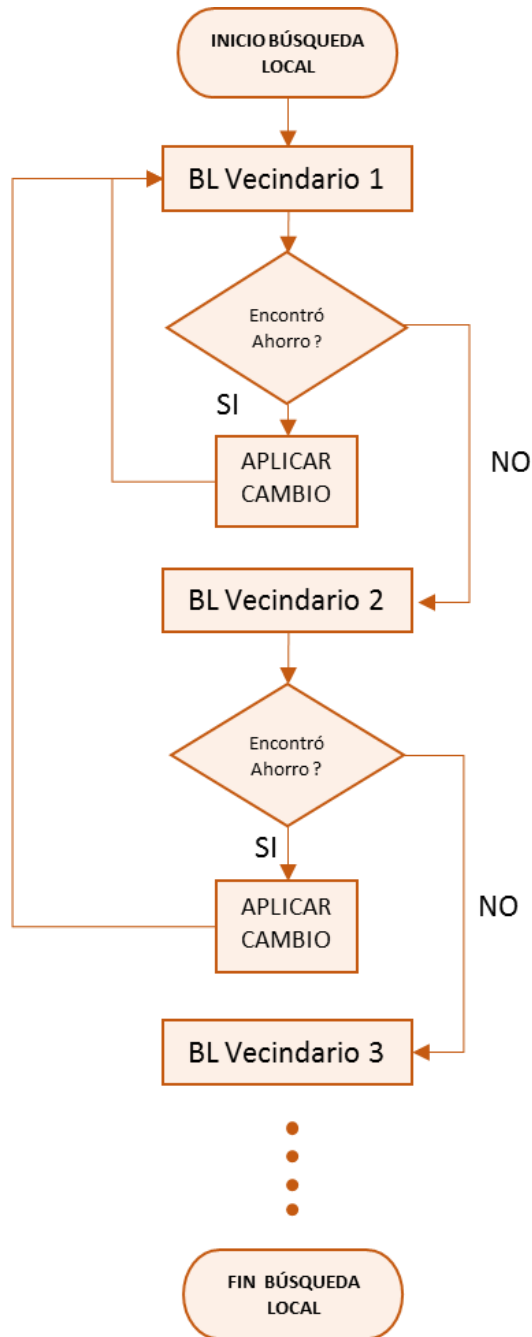 INICIO BÚSQUEDA
LOCAL
BL Vecindario 1
Encontró
Ahorro ?
SI
NO
APLICAR
CAMBIO
BL Vecindario 2
Encontró
Ahorro ?
SI
NO
APLICAR
CAMBIO
BL Vecindario 3
FIN BÚSQUEDA
LOCAL